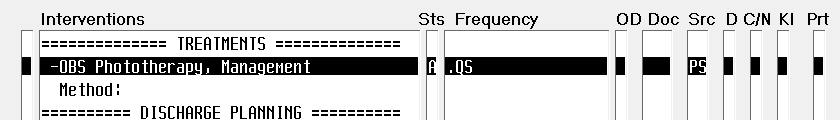 Interventions Sts Frequency OD Doc Src D C/N KI Prt
============== TREATMENTS ==============
-OBS Phototherapy, Management A .QS PS
Method:
========== DISCHARGE PLANNING ==========